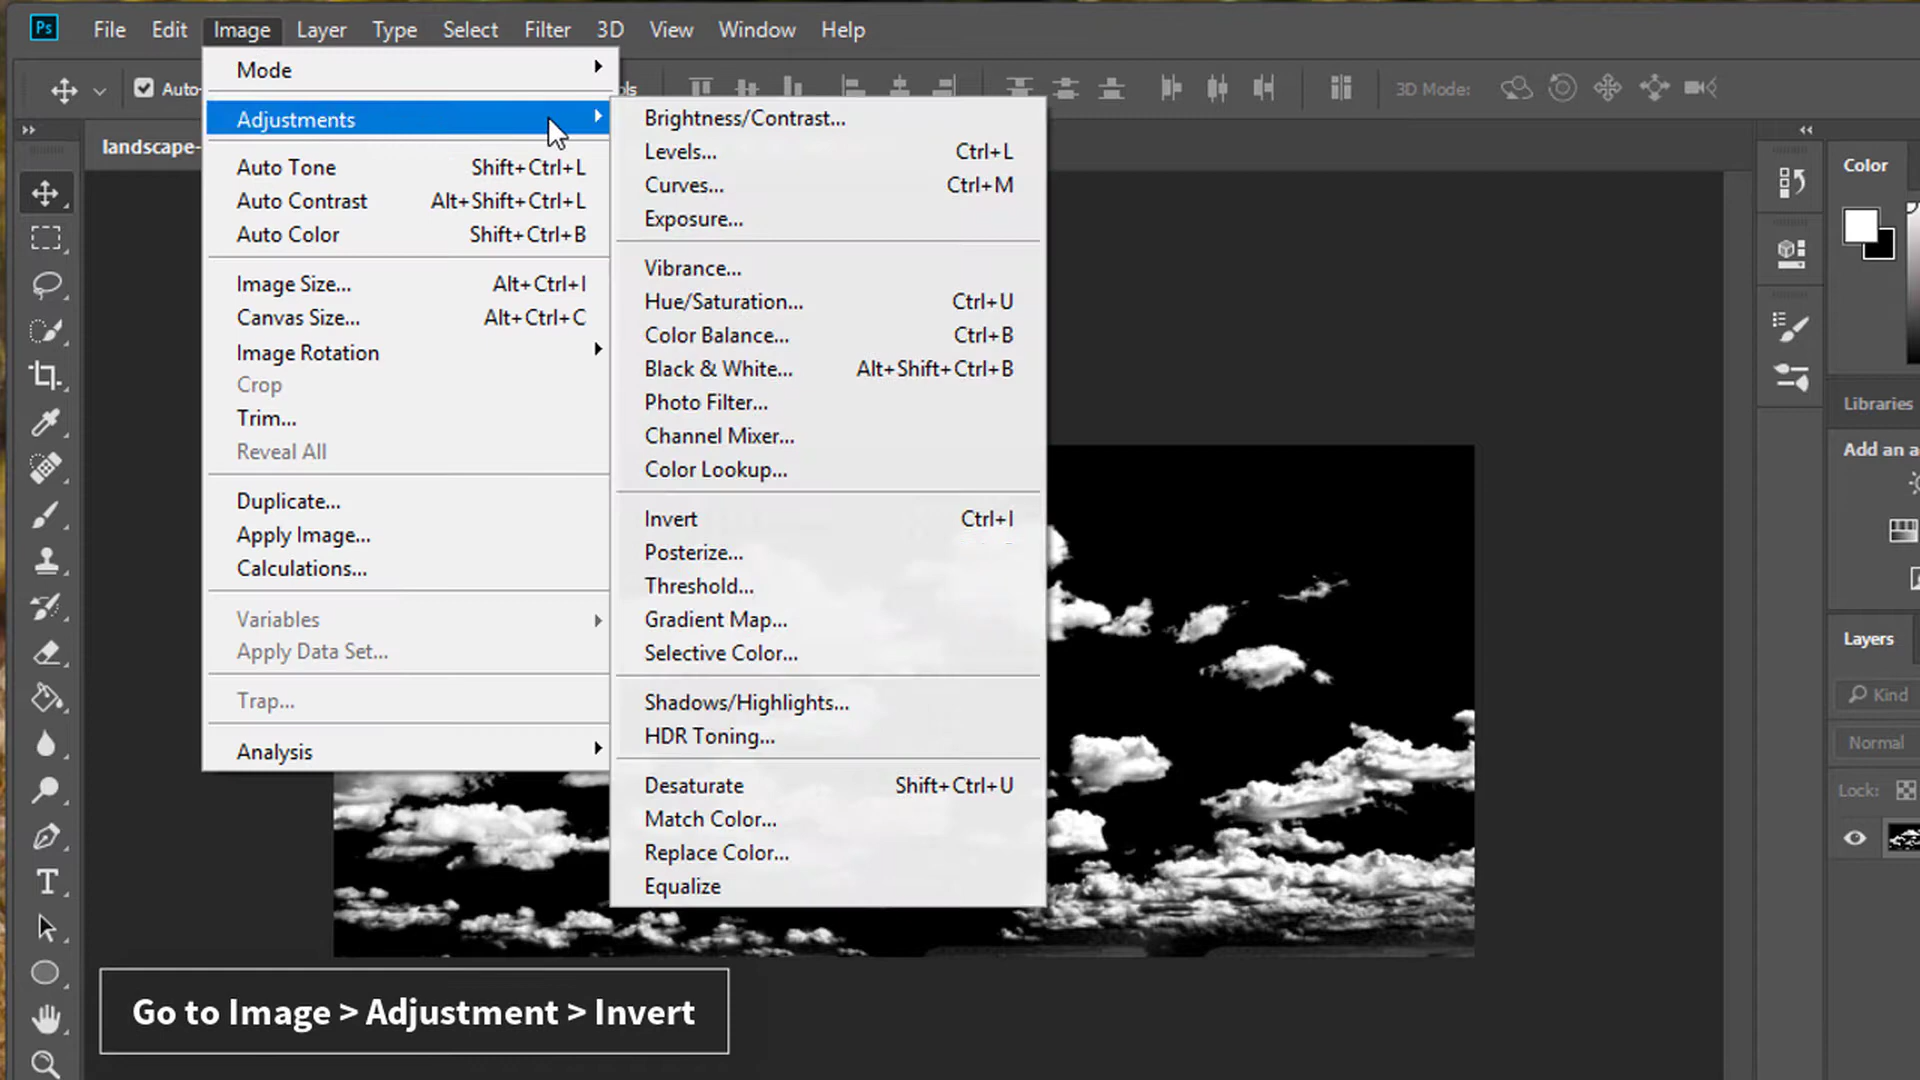 Ps File Edit Image Layer Type Select Filter 3D View Window Help
Auto- 3D Mode:
landscape-
Mode
Adjustments
Auto Tone Shift+Ctrl+L
Auto Contrast Alt+Shift+Ctrl+L
Auto Color Shift+Ctrl+B
Image Size... Alt+Ctrl+I
Canvas Size... Alt+Ctrl+C
Image Rotation
Crop
Trim...
Reveal All
Duplicate...
Apply Image...
Calculations...
Variables
Apply Data Set...
Trap...
Analysis
Brightness/Contrast...
Levels... Ctrl+L
Curves... Ctrl+M
Exposure...
Vibrance...
Hue/Saturation... Ctrl+U
Color Balance... Ctrl+B
Black & White... Alt+Shift+Ctrl+B
Photo Filter...
Channel Mixer...
Color Lookup...
Invert Ctrl+I
Posterize...
Threshold...
Gradient Map...
Selective Color...
Shadows/Highlights...
HDR Toning...
Desaturate Shift+Ctrl+U
Match Color...
Replace Color...
Equalize
Color
Libraries
Add an a
Layers
Kind
Normal
Lock:
Go to Image > Adjustment > Invert